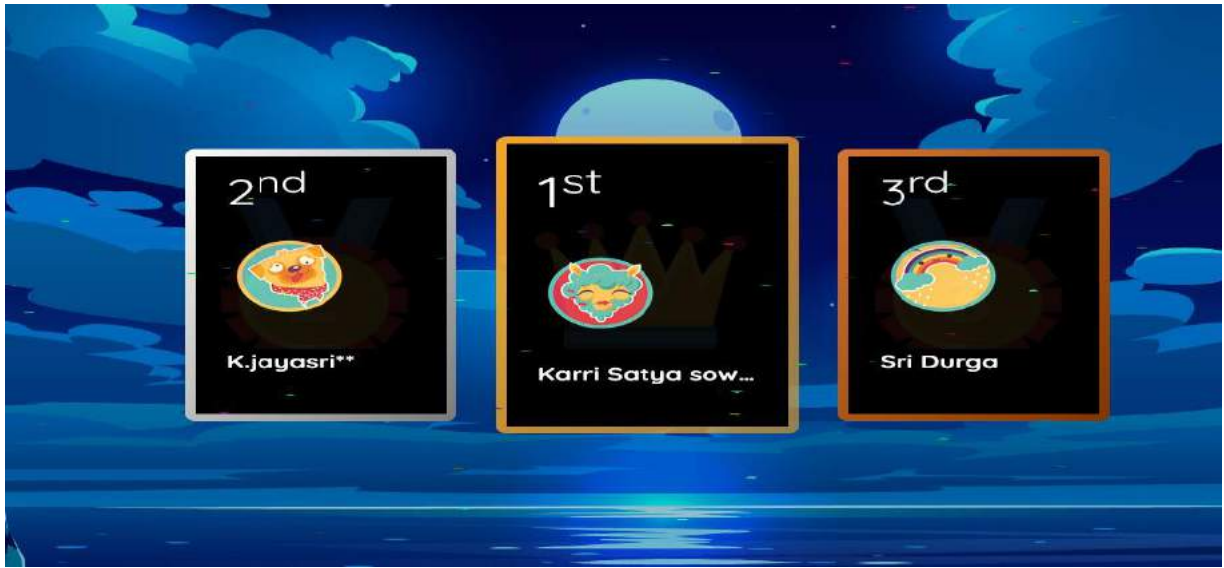 2nd
K.jayasri**
1st
Karri Satya sow...
3rd
Sri Durga